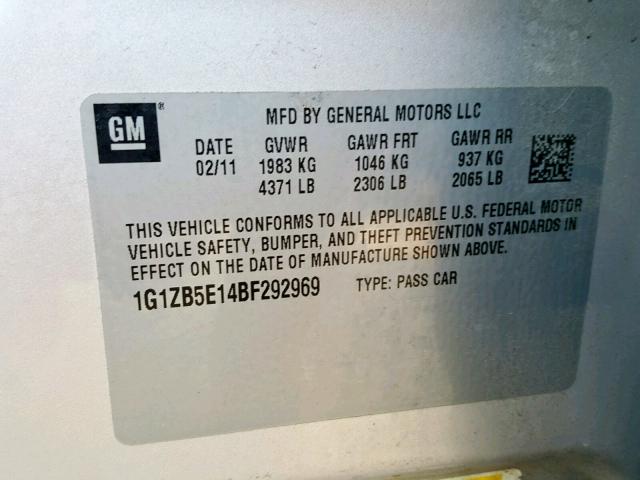 GM®
MFD BY GENERAL MOTORS LLC
DATE GVWR GAWR FRT GAWR RR
02/11 1983 KG 1046 KG 937 KG
4371 LB 2306 LB 2065 LB
THIS VEHICLE CONFORMS TO ALL APPLICABLE U.S. FEDERAL MOTOR
VEHICLE SAFETY, BUMPER, AND THEFT PREVENTION STANDARDS IN
EFFECT ON THE DATE OF MANUFACTURE SHOWN ABOVE.
1G1ZB5E14BF292969 TYPE: PASS CAR